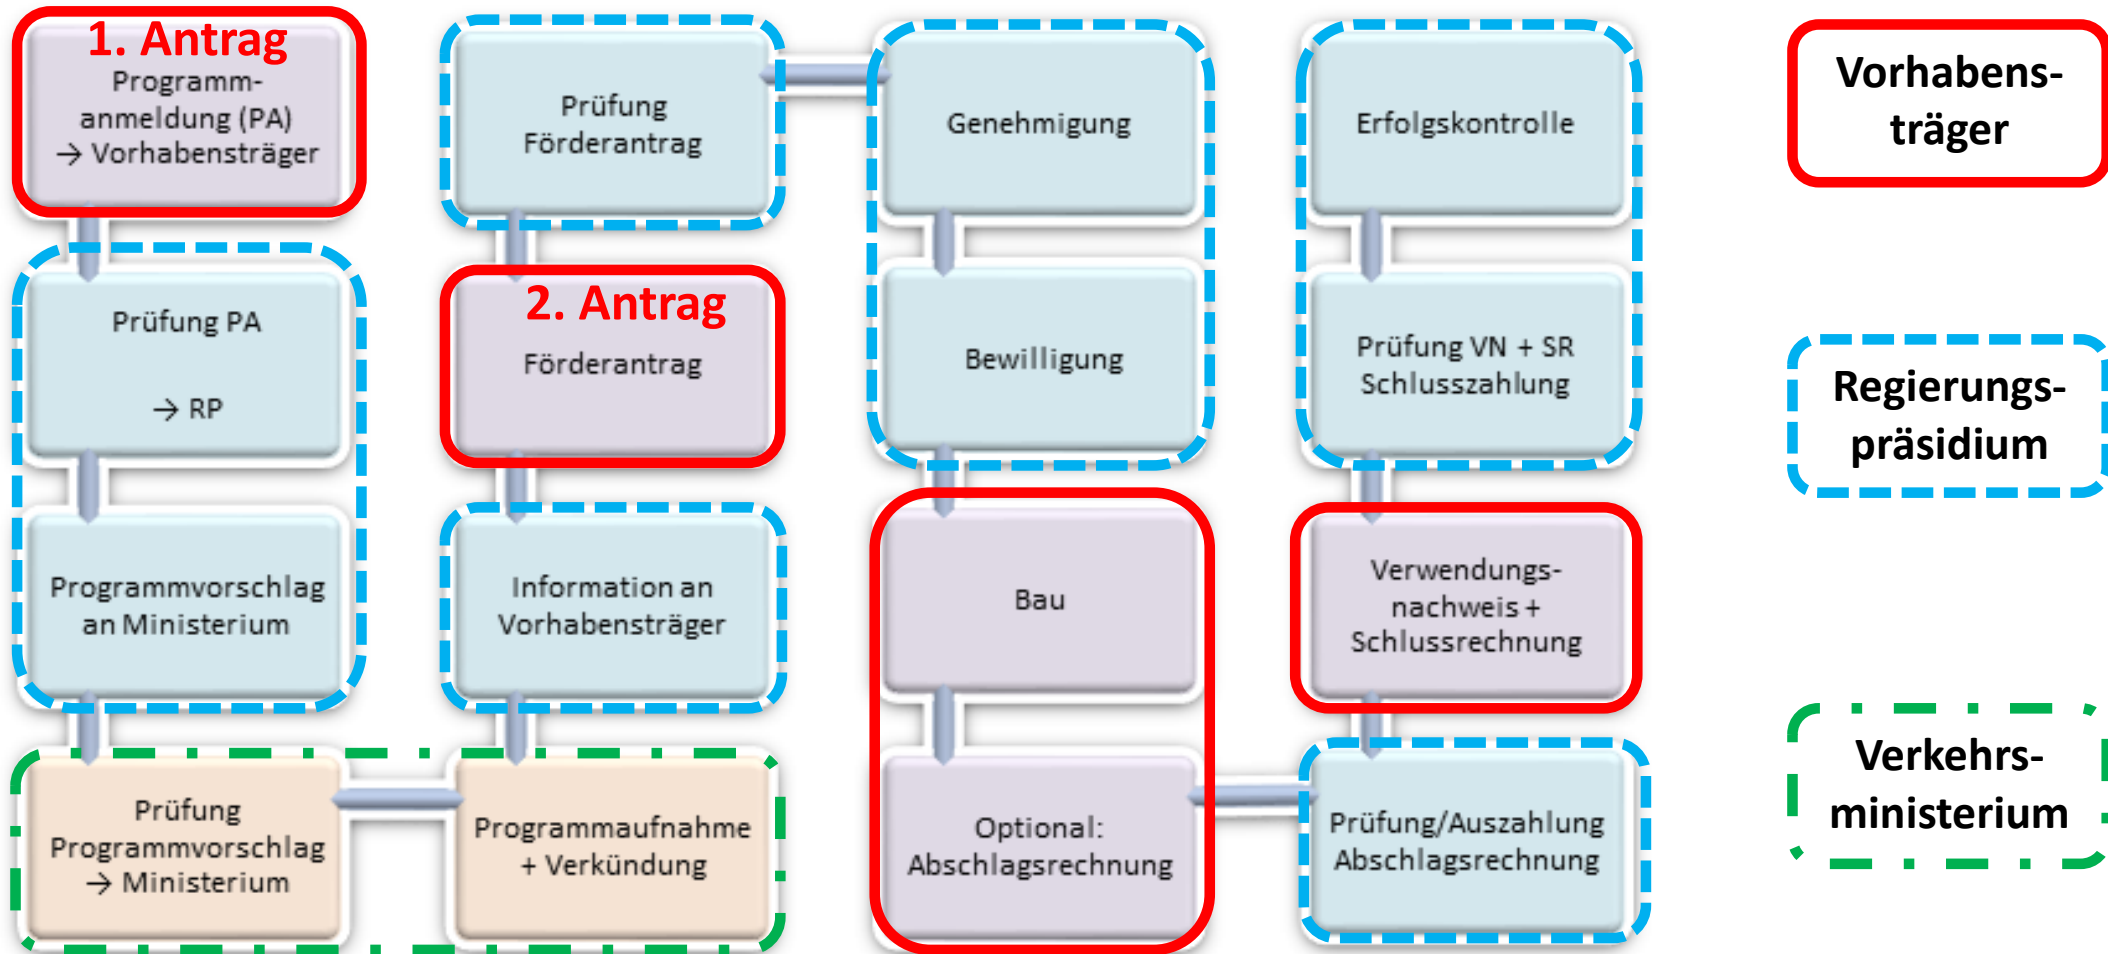 1. Antrag
Programm-
anmeldung (PA)
→ Vorhabensträger
Prüfung PA
→ RP
Programmvorschlag
an Ministerium
Prüfung
Programmvorschlag
→ Ministerium
Programmaufnahme
+ Verkündung
Information an
Vorhabensträger
2. Antrag
Förderantrag
Prüfung
Förderantrag
Genehmigung
Bewilligung
Bau
Optional:
Abschlagsrechnung
Prüfung/Auszahlung
Abschlagsrechnung
Verwendungs-
nachweis +
Schlussrechnung
Prüfung VN + SR
Schlusszahlung
Erfolgskontrolle
Vorhabens-
träger
Regierungs-
präsidium
Verkehrs-
ministerium